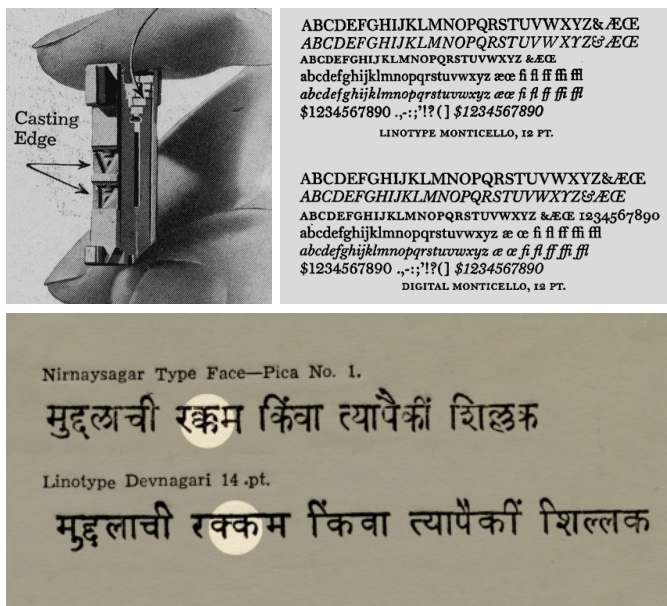 Casting
Edge
ABCDEFGHIJKLMNOPQRSTUVWXYZ&ÆŒ
ABCDEFGHIJKLMNOPQRSTUVWXYZ&ÆŒ
ABCDEFGHIJKLMNOPQRSTUVWXYZ &ÆŒ
abcdefghijklmnopqrstuvwxyz æœ fi fl ff ffi ffl
abcdefghijklmnopqrstuvwxyz æœ fi fl ff ffi ffl
$1234567890 .,-:;'!?( ] $1234567890
LINOTYPE MONTICELLO, 12 PT.
ABCDEFGHIJKLMNOPQRSTUVWXYZ&ÆŒ
ABCDEFGHIJKLMNOPQRSTUVWXYZ&ÆŒ
ABCDEFGHIJKLMNOPQRSTUVWXYZ &ÆŒ 1234567890
abcdefghijklmnopqrstuvwxyz æ œ fi fl ff ffi ffl
abcdefghijklmnopqrstuvwxyz æ œ fi fl ff ffi ffl
$1234567890 .,-:;'!?( ] $1234567890
DIGITAL MONTICELLO, 12 PT.
Nirnaysagar Type Face—Pica No. 1.
मुद्दलाची रक्कम किंवा त्यापैकीं शिल्लक
Linotype Devnagari 14 .pt.
मुद्दलाची रक्कम किंवा त्यापैकीं शिल्लक